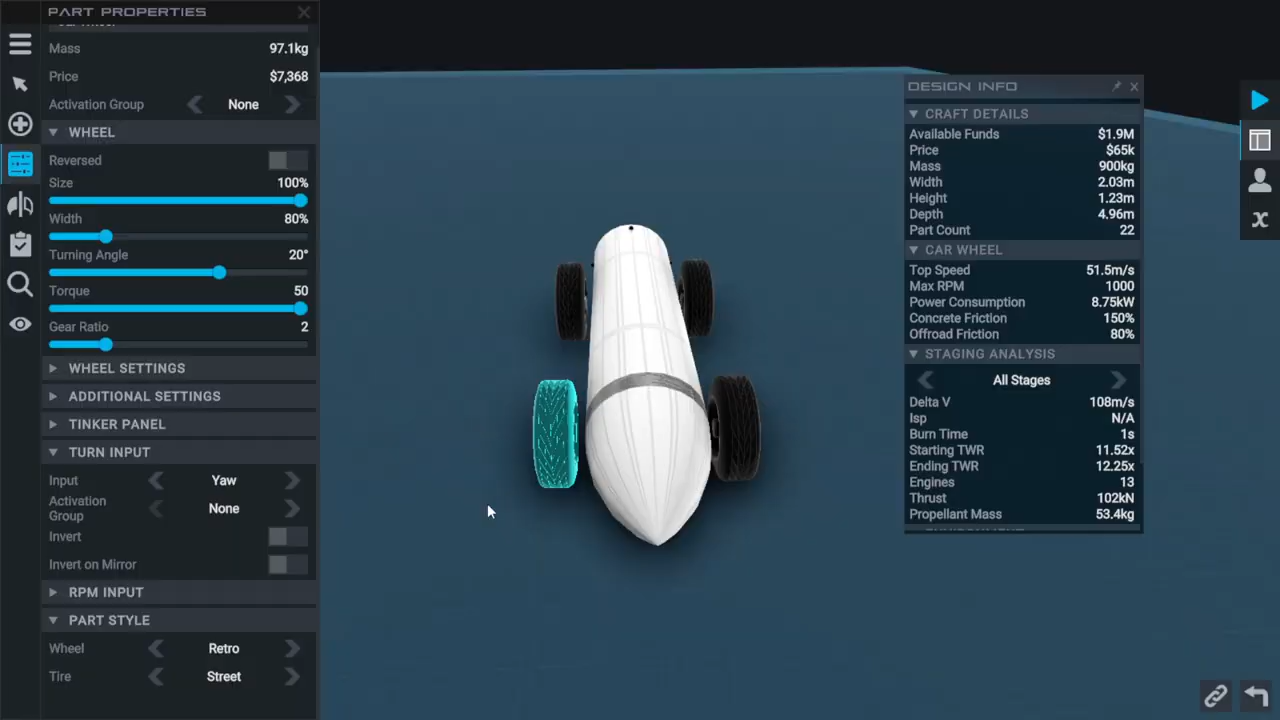 PART PROPERTIES
Mass 97.1kg
Price $7,368
Activation Group None
WHEEL
Reversed
Size 100%
Width 80%
Turning Angle 20°
Torque 50
Gear Ratio 2
WHEEL SETTINGS
ADDITIONAL SETTINGS
TINKER PANEL
TURN INPUT
Input Yaw
Activation
Group None
Invert
Invert on Mirror
RPM INPUT
PART STYLE
Wheel Retro
Tire Street
DESIGN INFO
CRAFT DETAILS
Available Funds $1.9M
Price $65k
Mass 900kg
Width 2.03m
Height 1.23m
Depth 4.96m
Part Count 22
CAR WHEEL
Top Speed 51.5m/s
Max RPM 1000
Power Consumption 8.75kW
Concrete Friction 150%
Offroad Friction 80%
STAGING ANALYSIS
All Stages
Delta V 108m/s
Isp N/A
Burn Time 1s
Starting TWR 11.52x
Ending TWR 12.25x
Engines 13
Thrust 102kN
Propellant Mass 53.4kg
x